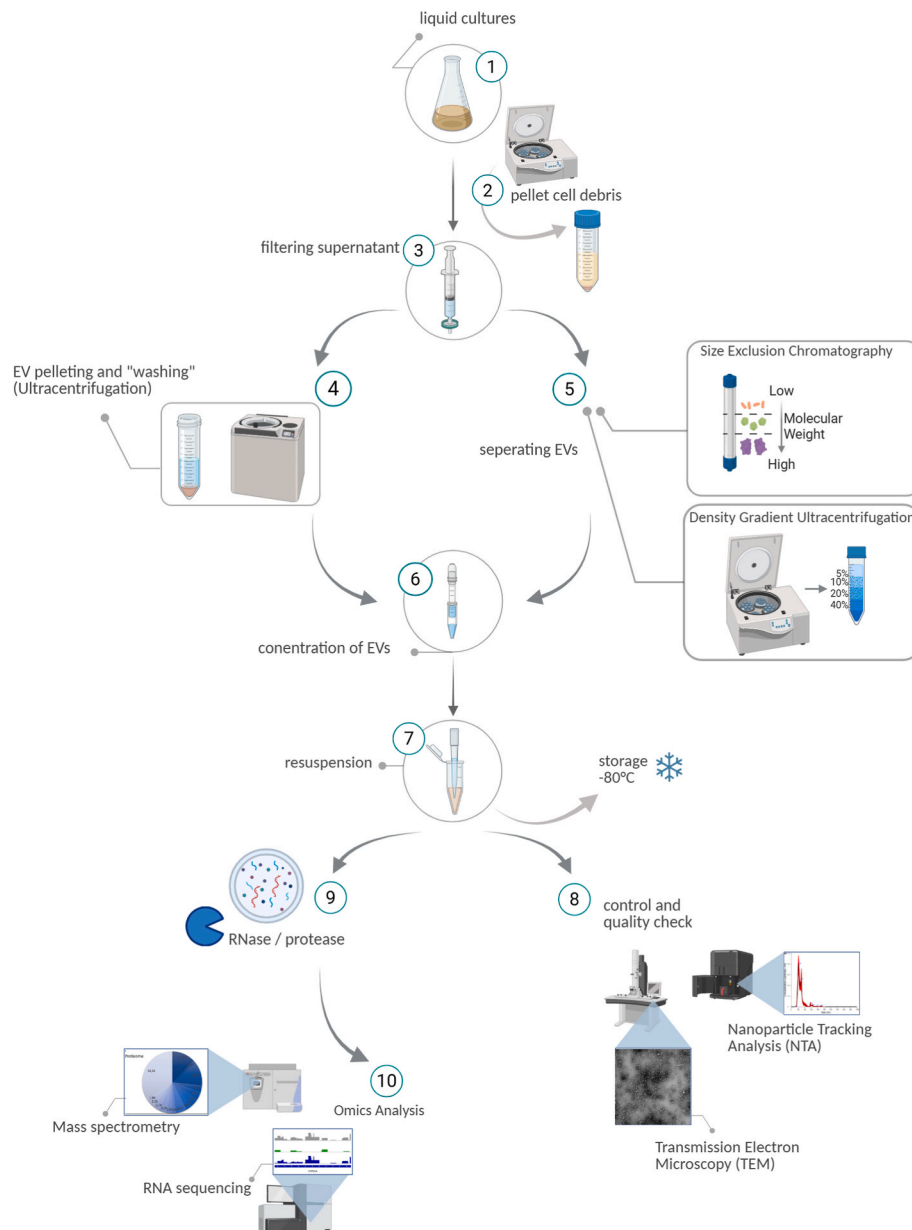 liquid cultures
1
2
pellet cell debris
filtering supernatant
3
EV pelleting and "washing"
(Ultracentrifugation)
4
5
seperating EVs
Size Exclusion Chromatography
Low
Molecular
Weight
High
Density Gradient Ultracentrifugation
5%
10%
20%
40%
6
conentration of EVs
7
resuspension
storage
-80°C
9
RNase / protease
8
control and
quality check
Nanoparticle Tracking
Analysis (NTA)
Transmission Electron
Microscopy (TEM)
10
Omics Analysis
Proteome
Mass spectrometry
RNA sequencing